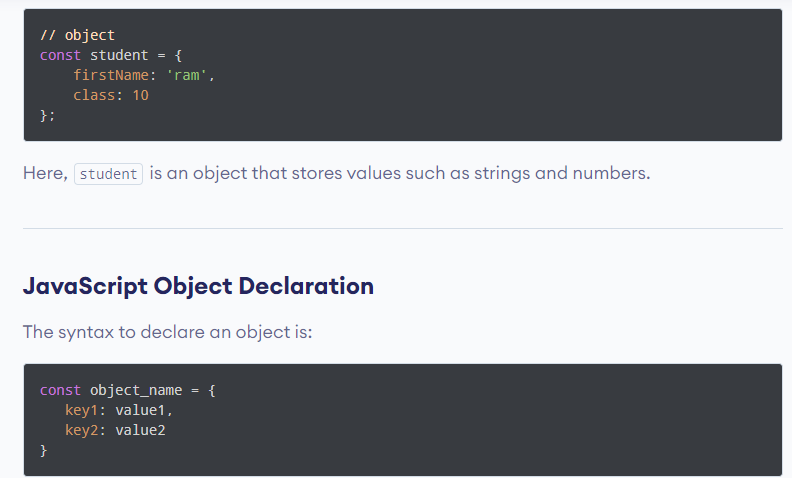 // object
const student = {
    firstName: 'ram',
    class: 10
};
Here, student is an object that stores values such as strings and numbers.
JavaScript Object Declaration
The syntax to declare an object is:
const object_name = {
   key1: value1,
   key2: value2
}